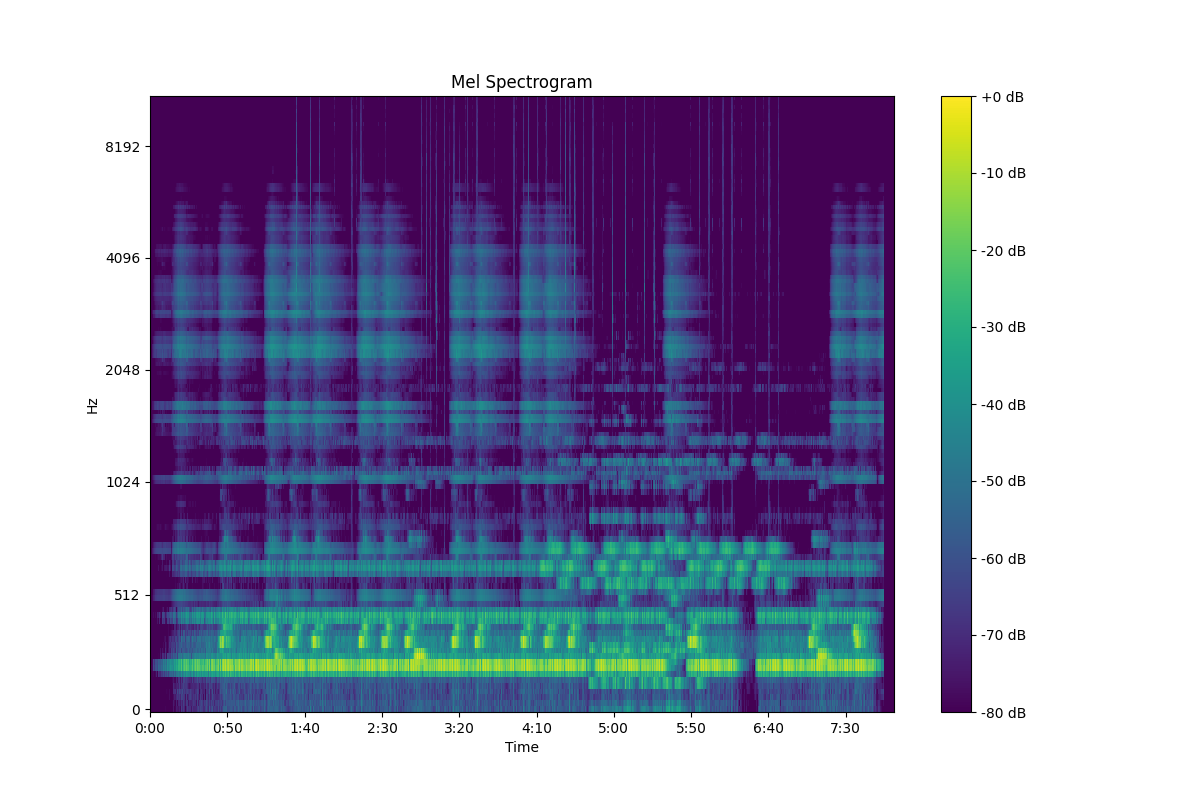 Mel Spectrogram
8192
4096
2048
1024
512
0
Hz
0:00 0:50 1:40 2:30 3:20 4:10 5:00 5:50 6:40 7:30
Time
+0 dB
-10 dB
-20 dB
-30 dB
-40 dB
-50 dB
-60 dB
-70 dB
-80 dB